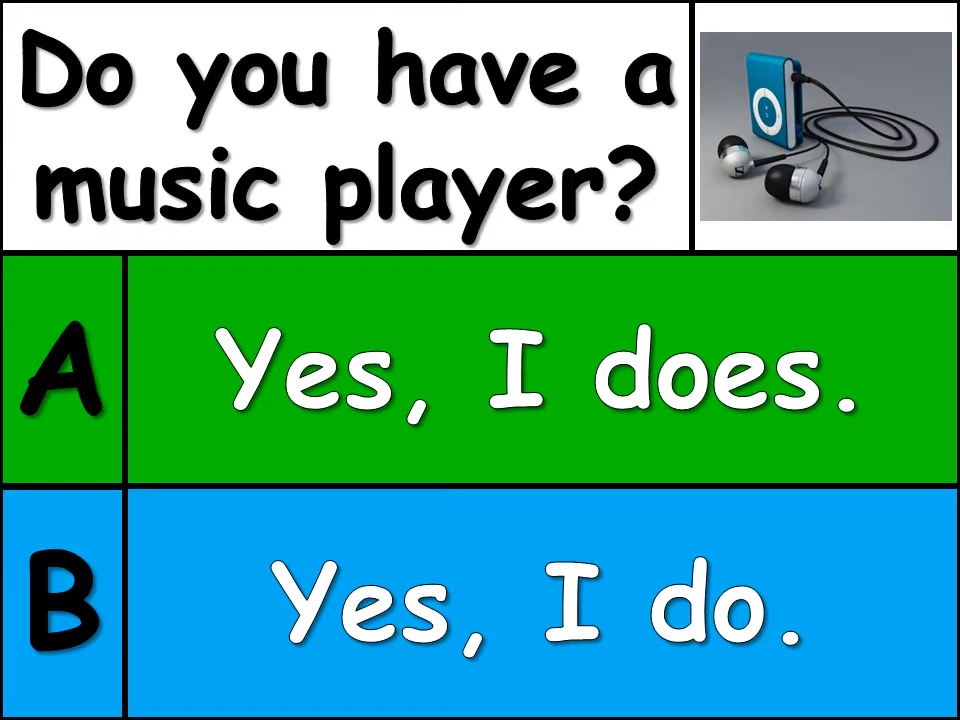 Do you have a
music player?
A
Yes, I does.
B
Yes, I do.